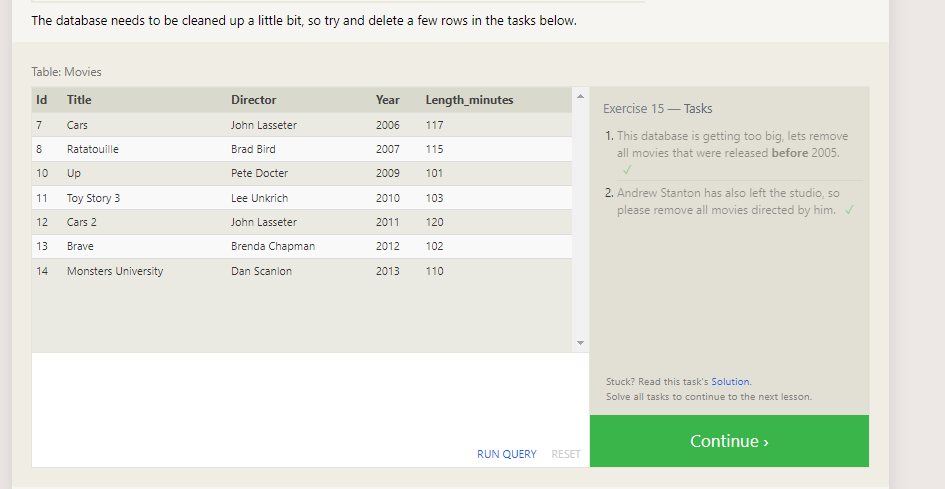 The database needs to be cleaned up a little bit, so try and delete a few rows in the tasks below.
Table: Movies
Id Title Director Year Length_minutes
7 Cars John Lasseter 2006 117
8 Ratatouille Brad Bird 2007 115
10 Up Pete Docter 2009 101
11 Toy Story 3 Lee Unkrich 2010 103
12 Cars 2 John Lasseter 2011 120
13 Brave Brenda Chapman 2012 102
14 Monsters University Dan Scanlon 2013 110
RUN QUERY RESET
Exercise 15 — Tasks
1. This database is getting too big, lets remove
all movies that were released before 2005.
✓
2. Andrew Stanton has also left the studio, so
please remove all movies directed by him. ✓
Stuck? Read this task's Solution.
Solve all tasks to continue to the next lesson.
Continue ›